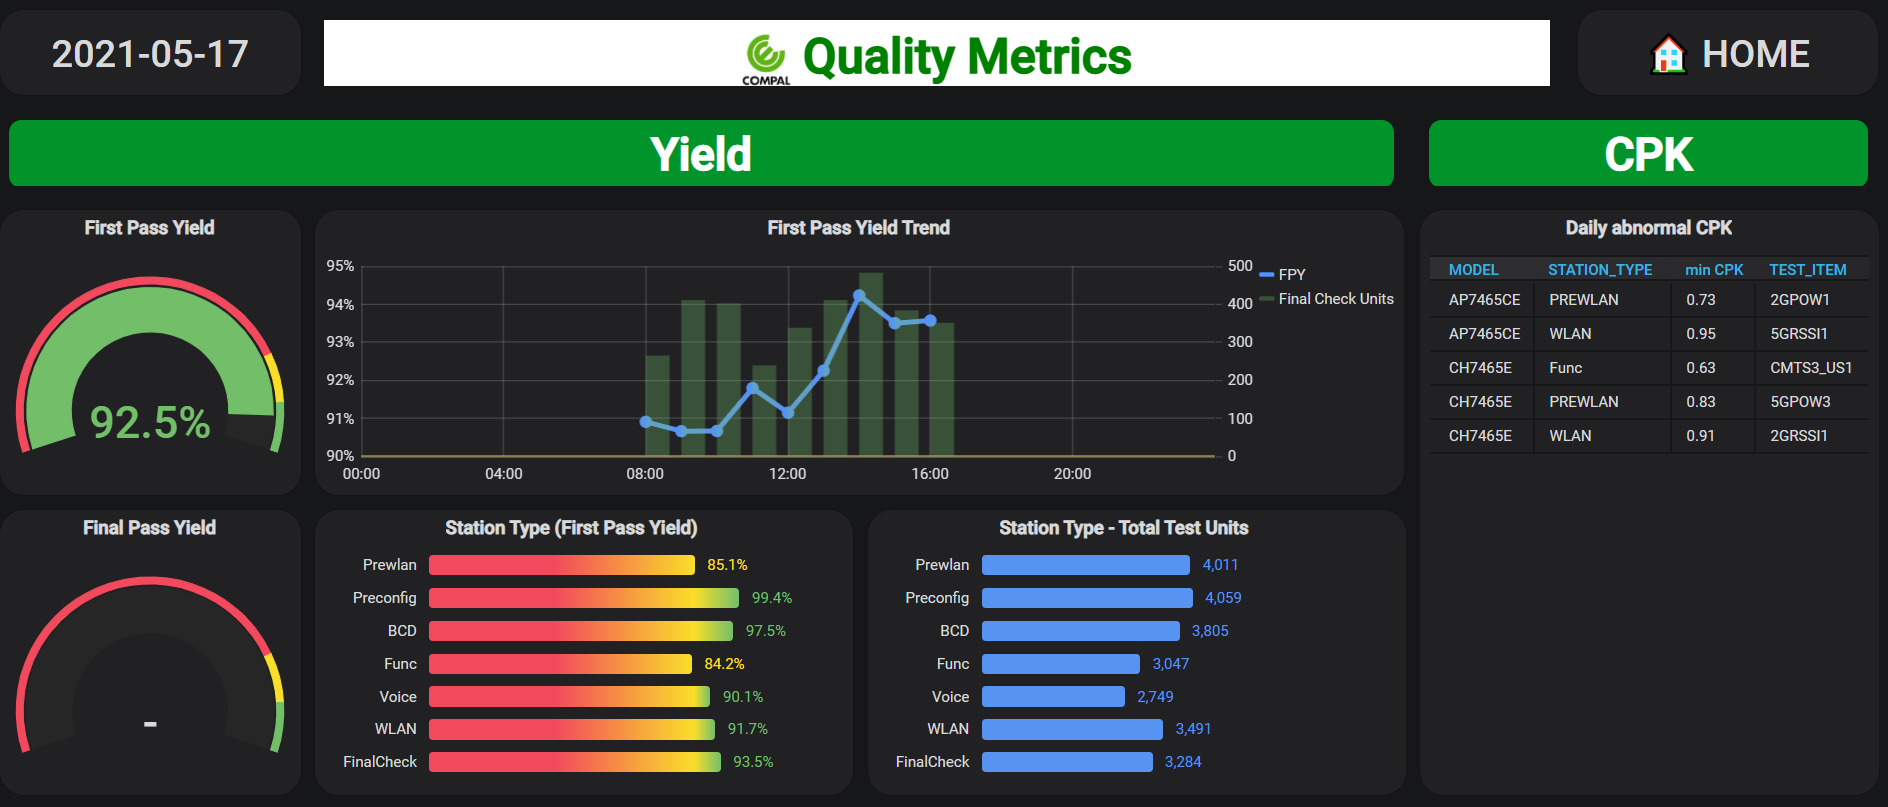 2021-05-17
COMPAL
Quality Metrics
HOME
Yield
CPK
First Pass Yield
92.5%
First Pass Yield Trend
95%
94%
93%
92%
91%
90%
500
400
300
200
100
0
00:00 04:00 08:00 12:00 16:00 20:00
FPY
Final Check Units
Daily abnormal CPK
MODEL STATION_TYPE min CPK TEST_ITEM
AP7465CE PREWLAN 0.73 2GPOW1
AP7465CE WLAN 0.95 5GRSSI1
CH7465E Func 0.63 CMTS3_US1
CH7465E PREWLAN 0.83 5GPOW3
CH7465E WLAN 0.91 2GRSSI1
Final Pass Yield
-
Station Type (First Pass Yield)
Prewlan 85.1%
Preconfig 99.4%
BCD 97.5%
Func 84.2%
Voice 90.1%
WLAN 91.7%
FinalCheck 93.5%
Station Type - Total Test Units
Prewlan 4,011
Preconfig 4,059
BCD 3,805
Func 3,047
Voice 2,749
WLAN 3,491
FinalCheck 3,284